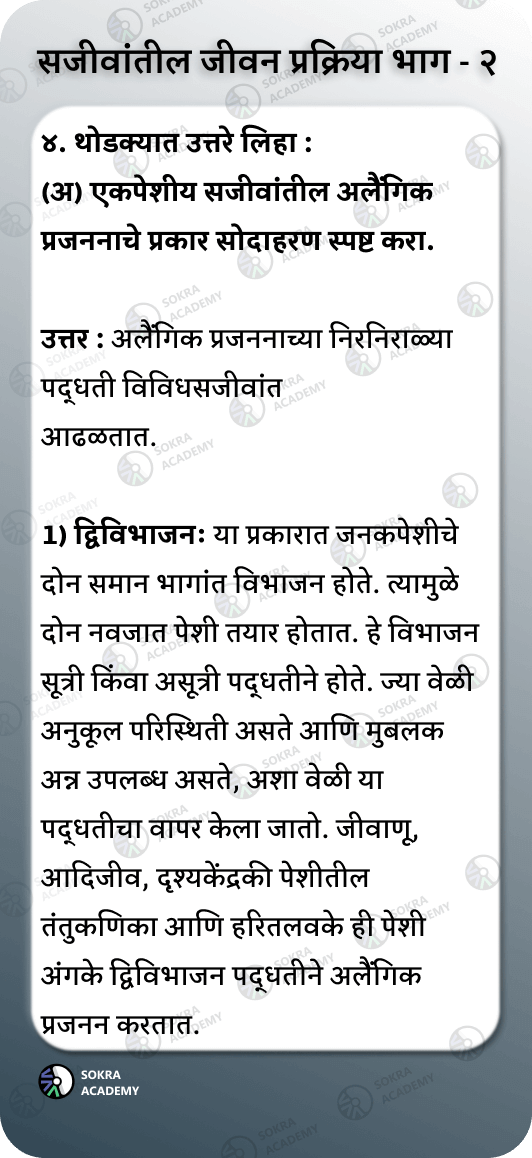 सजीवांतील जीवन प्रक्रिया भाग - २
४. थोडक्यात उत्तरे लिहा :
(अ) एकपेशीय सजीवांतील अलैंगिक
प्रजननाचे प्रकार सोदाहरण स्पष्ट करा.
उत्तर : अलैंगिक प्रजननाच्या निरनिराळ्या
पद्धती विविधसजीवांत
आढळतात.
1) द्विविभाजनः या प्रकारात जनकपेशीचे
दोन समान भागांत विभाजन होते. त्यामुळे
दोन नवजात पेशी तयार होतात. हे विभाजन
सूत्री किंवा असूत्री पद्धतीने होते. ज्या वेळी
अनुकूल परिस्थिती असते आणि मुबलक
अन्न उपलब्ध असते, अशा वेळी या
पद्धतीचा वापर केला जातो. जीवाणू,
आदिजीव, दृश्यकेंद्रकी पेशीतील
तंतुकणिका आणि हरितलवके ही पेशी
अंगके द्विविभाजन पद्धतीने अलैंगिक
प्रजनन करतात.
SOKRA
ACADEMY